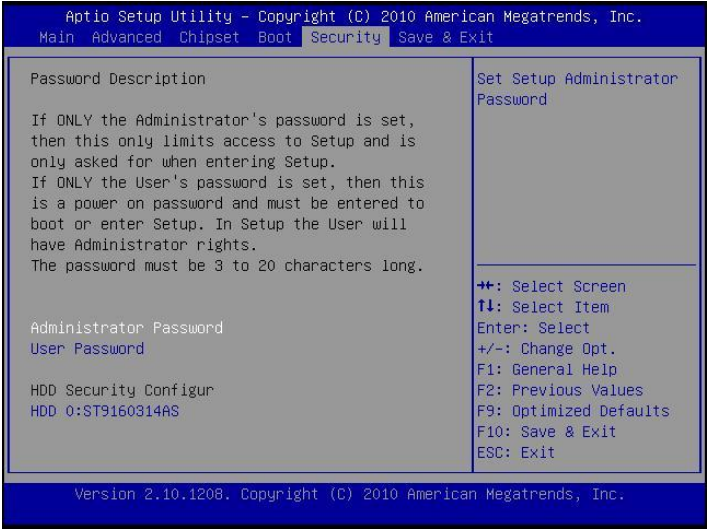 Aptio Setup Utility – Copyright (C) 2010 American Megatrends, Inc.
Main Advanced Chipset Boot Security Save & Exit
Password Description
If ONLY the Administrator's password is set,
then this only limits access to Setup and is
only asked for when entering Setup.
If ONLY the User's password is set, then this
is a power on password and must be entered to
boot or enter Setup. In Setup the User will
have Administrator rights.
The password must be 3 to 20 characters long.
Administrator Password
User Password
HDD Security Configur
HDD 0:ST9160314AS
Set Setup Administrator
Password
→←: Select Screen
↑↓: Select Item
Enter: Select
+/-: Change Opt.
F1: General Help
F2: Previous Values
F9: Optimized Defaults
F10: Save & Exit
ESC: Exit
Version 2.10.1208. Copyright (C) 2010 American Megatrends, Inc.